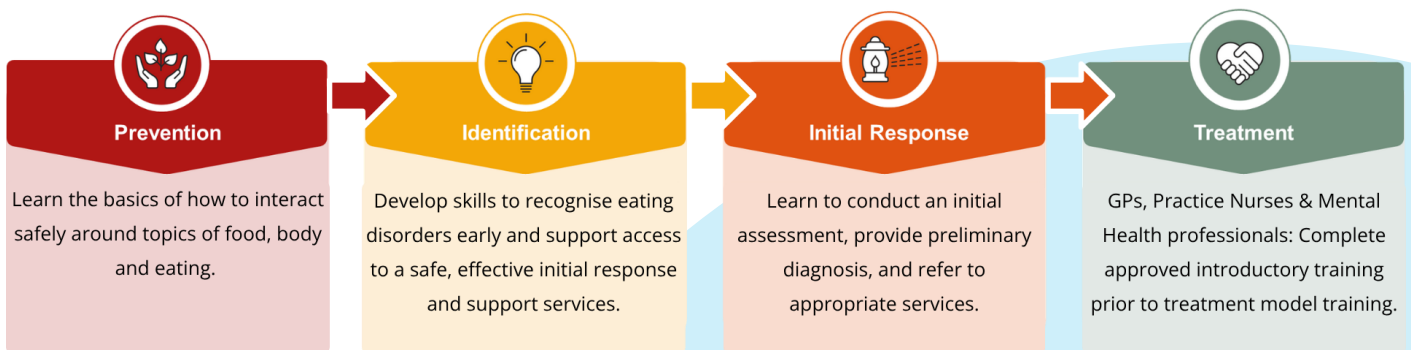 Prevention
Learn the basics of how to interact
safely around topics of food, body
and eating.
Identification
Develop skills to recognise eating
disorders early and support access
to a safe, effective initial response
and support services.
Initial Response
Learn to conduct an initial
assessment, provide preliminary
diagnosis, and refer to
appropriate services.
Treatment
GPs, Practice Nurses & Mental
Health professionals: Complete
approved introductory training
prior to treatment model training.